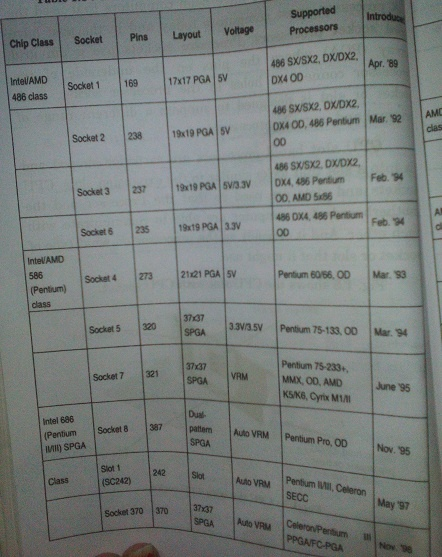 Chip Class Socket Pins Layout Voltage Supported Processors Introduce
Intel/AMD 486 class Socket 1 169 17x17 PGA 5V 486 SX/SX2, DX/DX2, DX4 OD Apr. '89
Socket 2 238 19x19 PGA 5V 486 SX/SX2, DX/DX2, DX4 OD, 486 Pentium OD Mar. '92
Socket 3 237 19x19 PGA 5V/3.3V 486 SX/SX2, DX/DX2, DX4, 486 Pentium OD, AMD 5x86 Feb. '94
Socket 6 235 19x19 PGA 3.3V 486 DX4, 486 Pentium OD Feb. '94
Intel/AMD 586 (Pentium) class Socket 4 273 21x21 PGA 5V Pentium 60/66, OD Mar. '93
Socket 5 320 37x37 SPGA 3.3V/3.5V Pentium 75-133, OD Mar. '94
Socket 7 321 37x37 SPGA VRM Pentium 75-233+, MMX, OD, AMD K5/K6, Cyrix M1/II June '95
Intel 686 (Pentium II/III) SPGA Socket 8 387 Dual-pattern SPGA Auto VRM Pentium Pro, OD Nov. '95
Class Slot 1 (SC242) 242 Slot Auto VRM Pentium II/III, Celeron SECC May '97
Socket 370 370 37x37 SPGA Auto VRM Celeron/Pentium III PPGA/FC-PGA Nov. '98